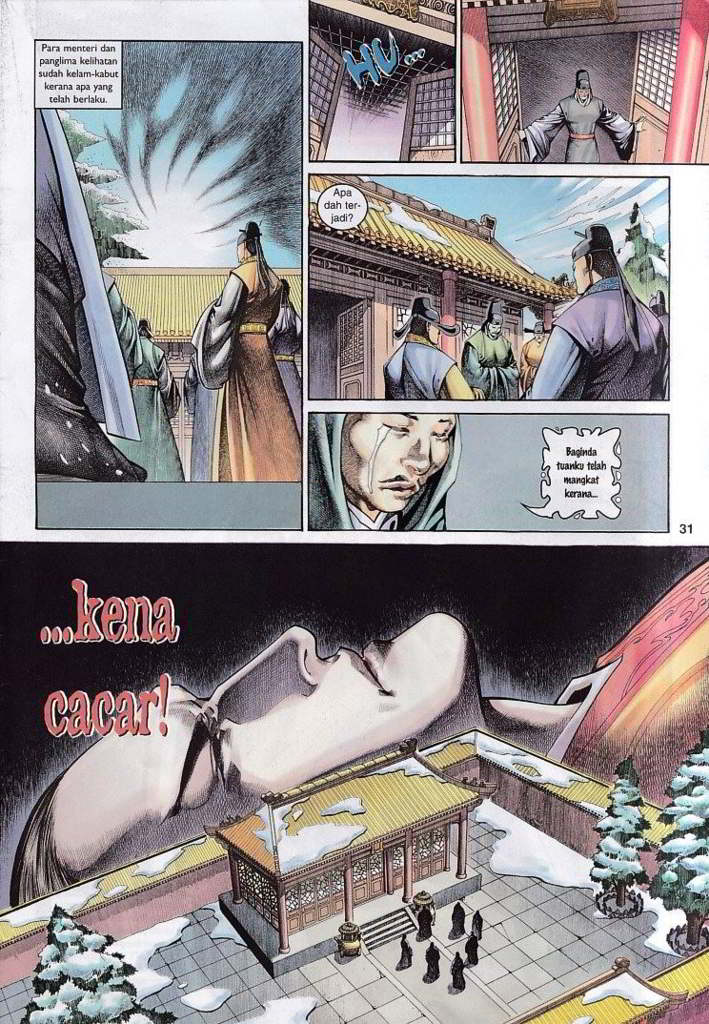 Para menteri dan
panglima kelihatan
sudah kelam-kabut
kerana apa yang
telah berlaku.
HU...
Apa
dah ter-
jadi?
Baginda
tuanku telah
mangkat
kerana...
31
...kena
cacar!